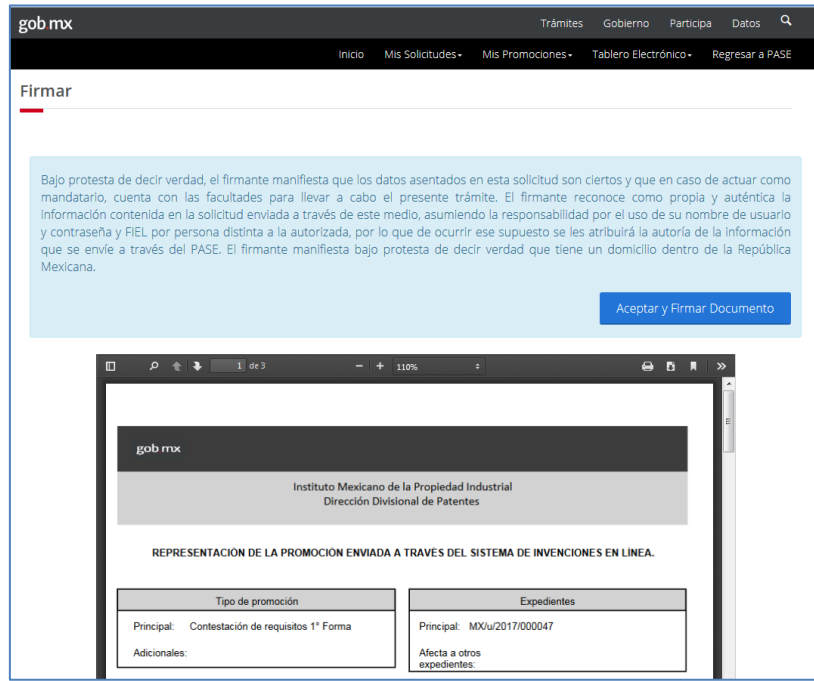 gob.mx Trámites Gobierno Participa Datos
Inicio Mis Solicitudes Mis Promociones Tablero Electrónico Regresar a PASE
Firmar
Bajo protesta de decir verdad, el firmante manifiesta que los datos asentados en esta solicitud son ciertos y que en caso de actuar como
mandatario, cuenta con las facultades para llevar a cabo el presente trámite. El firmante reconoce como propia y auténtica la
información contenida en la solicitud enviada a través de este medio, asumiendo la responsabilidad por el uso de su nombre de usuario
y contraseña y FIEL por persona distinta a la autorizada, por lo que de ocurrir ese supuesto se les atribuirá la autoría de la información
que se envíe a través del PASE. El firmante manifiesta bajo protesta de decir verdad que tiene un domicilio dentro de la República
Mexicana.
Aceptar y Firmar Documento
1 de 3 − + 110%
gob mx
Instituto Mexicano de la Propiedad Industrial
Dirección Divisional de Patentes
REPRESENTACIÓN DE LA PROMOCIÓN ENVIADA A TRAVÉS DEL SISTEMA DE INVENCIONES EN LÍNEA.
Tipo de promoción
Principal: Contestación de requisitos 1° Forma
Adicionales:
Expedientes
Principal: MX/u/2017/000047
Afecta a otros
expedientes: